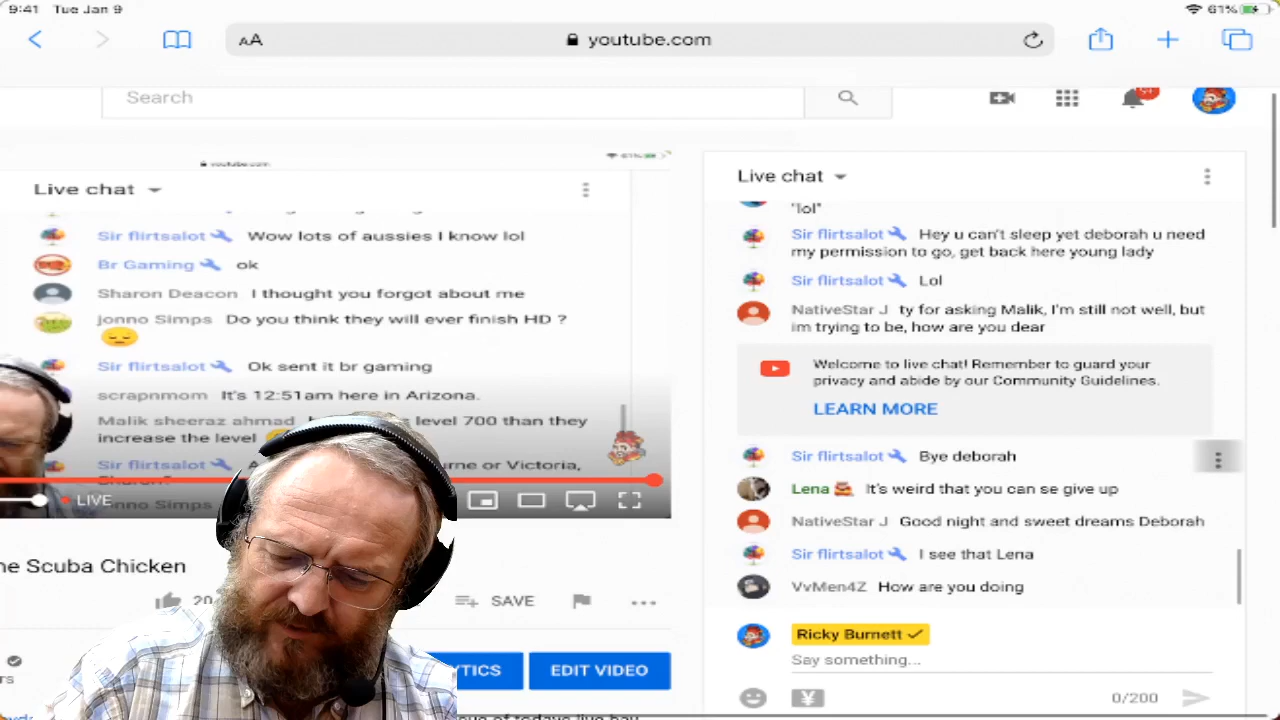 9:41 Tue Jan 9
61%
AA
youtube.com
Search
youtube.com
61%
Live chat
Sir flirtsalot Wow lots of aussies I know lol
Br Gaming ok
Sharon Deacon I thought you forgot about me
jonno Simps Do you think they will ever finish HD ?
Sir flirtsalot Ok sent it br gaming
scrapnmom It's 12:51am here in Arizona.
Malik sheeraz ahmad level 700 than they
increase the level
Sir flirtsalot rne or Victoria,
LIVE
he Scuba Chicken
20
SAVE
YTICS
EDIT VIDEO
Live chat
"lol"
Sir flirtsalot Hey u can't sleep yet deborah u need
my permission to go, get back here young lady
Sir flirtsalot Lol
NativeStar J ty for asking Malik, I'm still not well, but
im trying to be, how are you dear
Welcome to live chat! Remember to guard your
privacy and abide by our Community Guidelines.
LEARN MORE
Sir flirtsalot Bye deborah
Lena It's weird that you can se give up
NativeStar J Good night and sweet dreams Deborah
Sir flirtsalot I see that Lena
VvMen4Z How are you doing
Ricky Burnett
Say something...
0/200